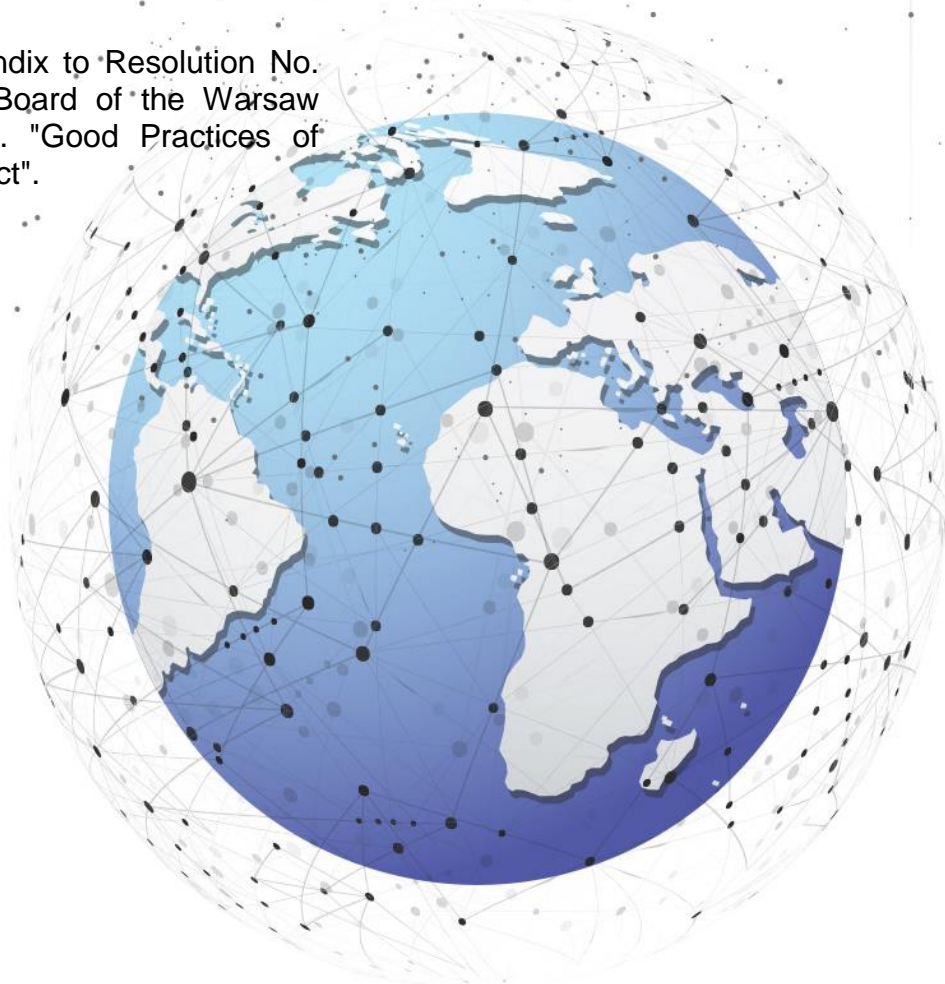 ndix to Resolution No.
Board of the Warsaw
. "Good Practices of
ct".